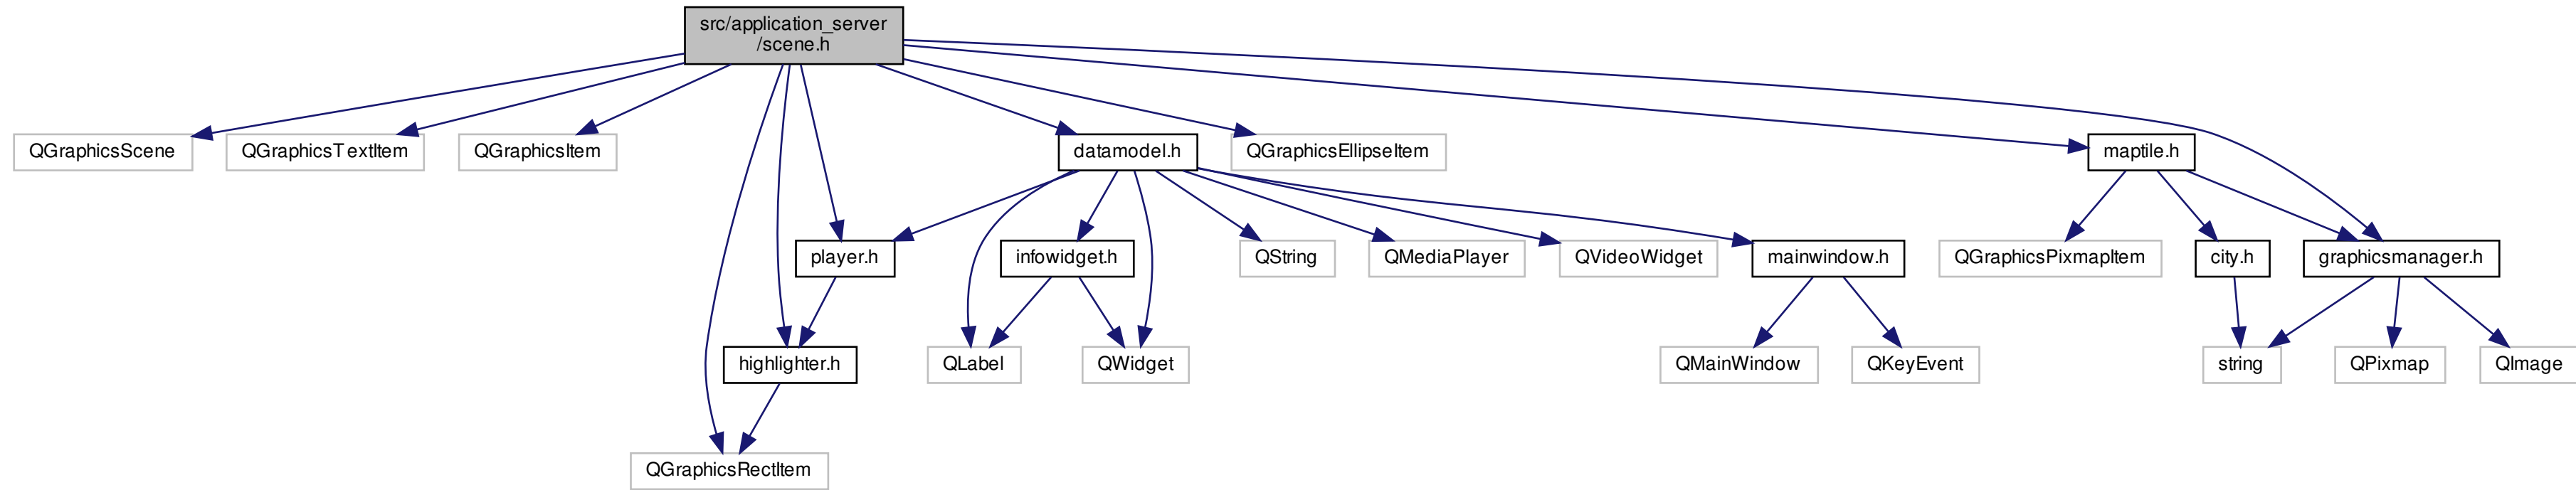 src/application_server
/scene.h
QGraphicsScene
QGraphicsTextItem
QGraphicsItem
datamodel.h
QGraphicsEllipseItem
maptile.h
player.h
infowidget.h
QString
QMediaPlayer
QVideoWidget
mainwindow.h
QGraphicsPixmapItem
city.h
graphicsmanager.h
highlighter.h
QLabel
QWidget
QMainWindow
QKeyEvent
string
QPixmap
QImage
QGraphicsRectItem